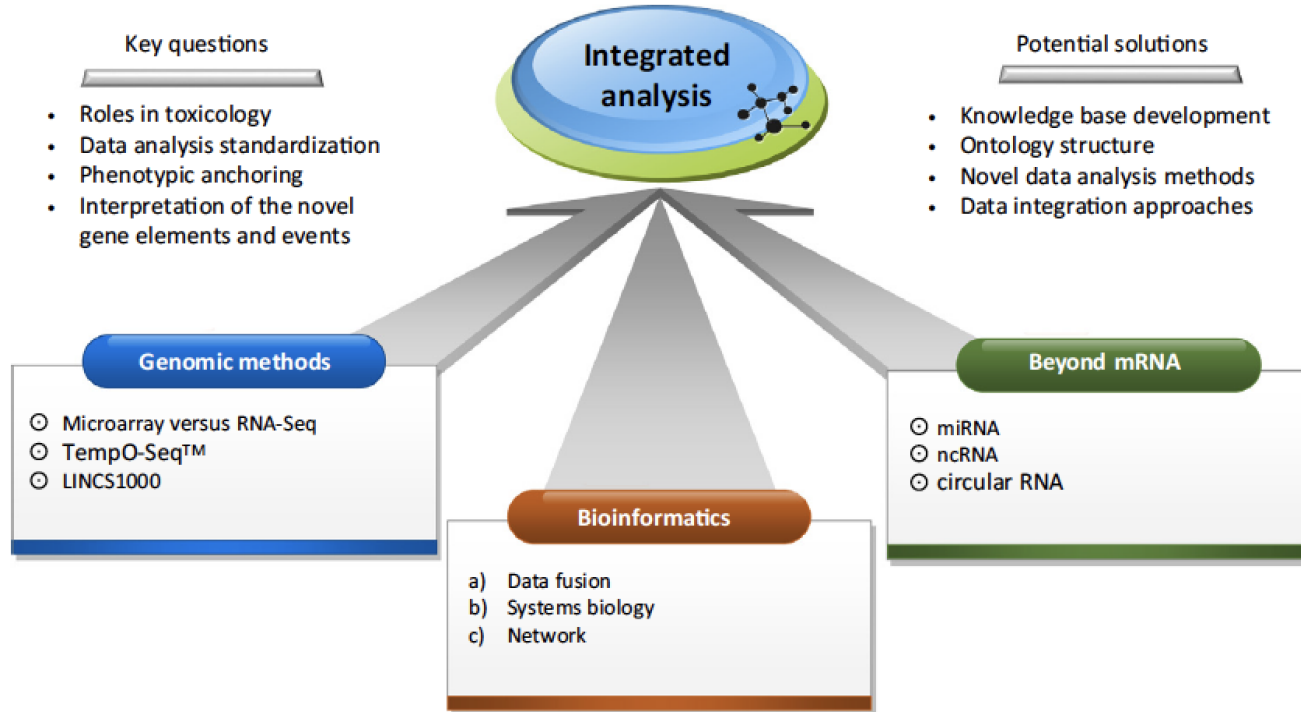 Key questions
• Roles in toxicology
• Data analysis standardization
• Phenotypic anchoring
• Interpretation of the novel
gene elements and events
Integrated
analysis
Potential solutions
• Knowledge base development
• Ontology structure
• Novel data analysis methods
• Data integration approaches
Genomic methods
⊙ Microarray versus RNA-Seq
⊙ TempO-Seq™
⊙ LINCS1000
Bioinformatics
a) Data fusion
b) Systems biology
c) Network
Beyond mRNA
⊙ miRNA
⊙ ncRNA
⊙ circular RNA